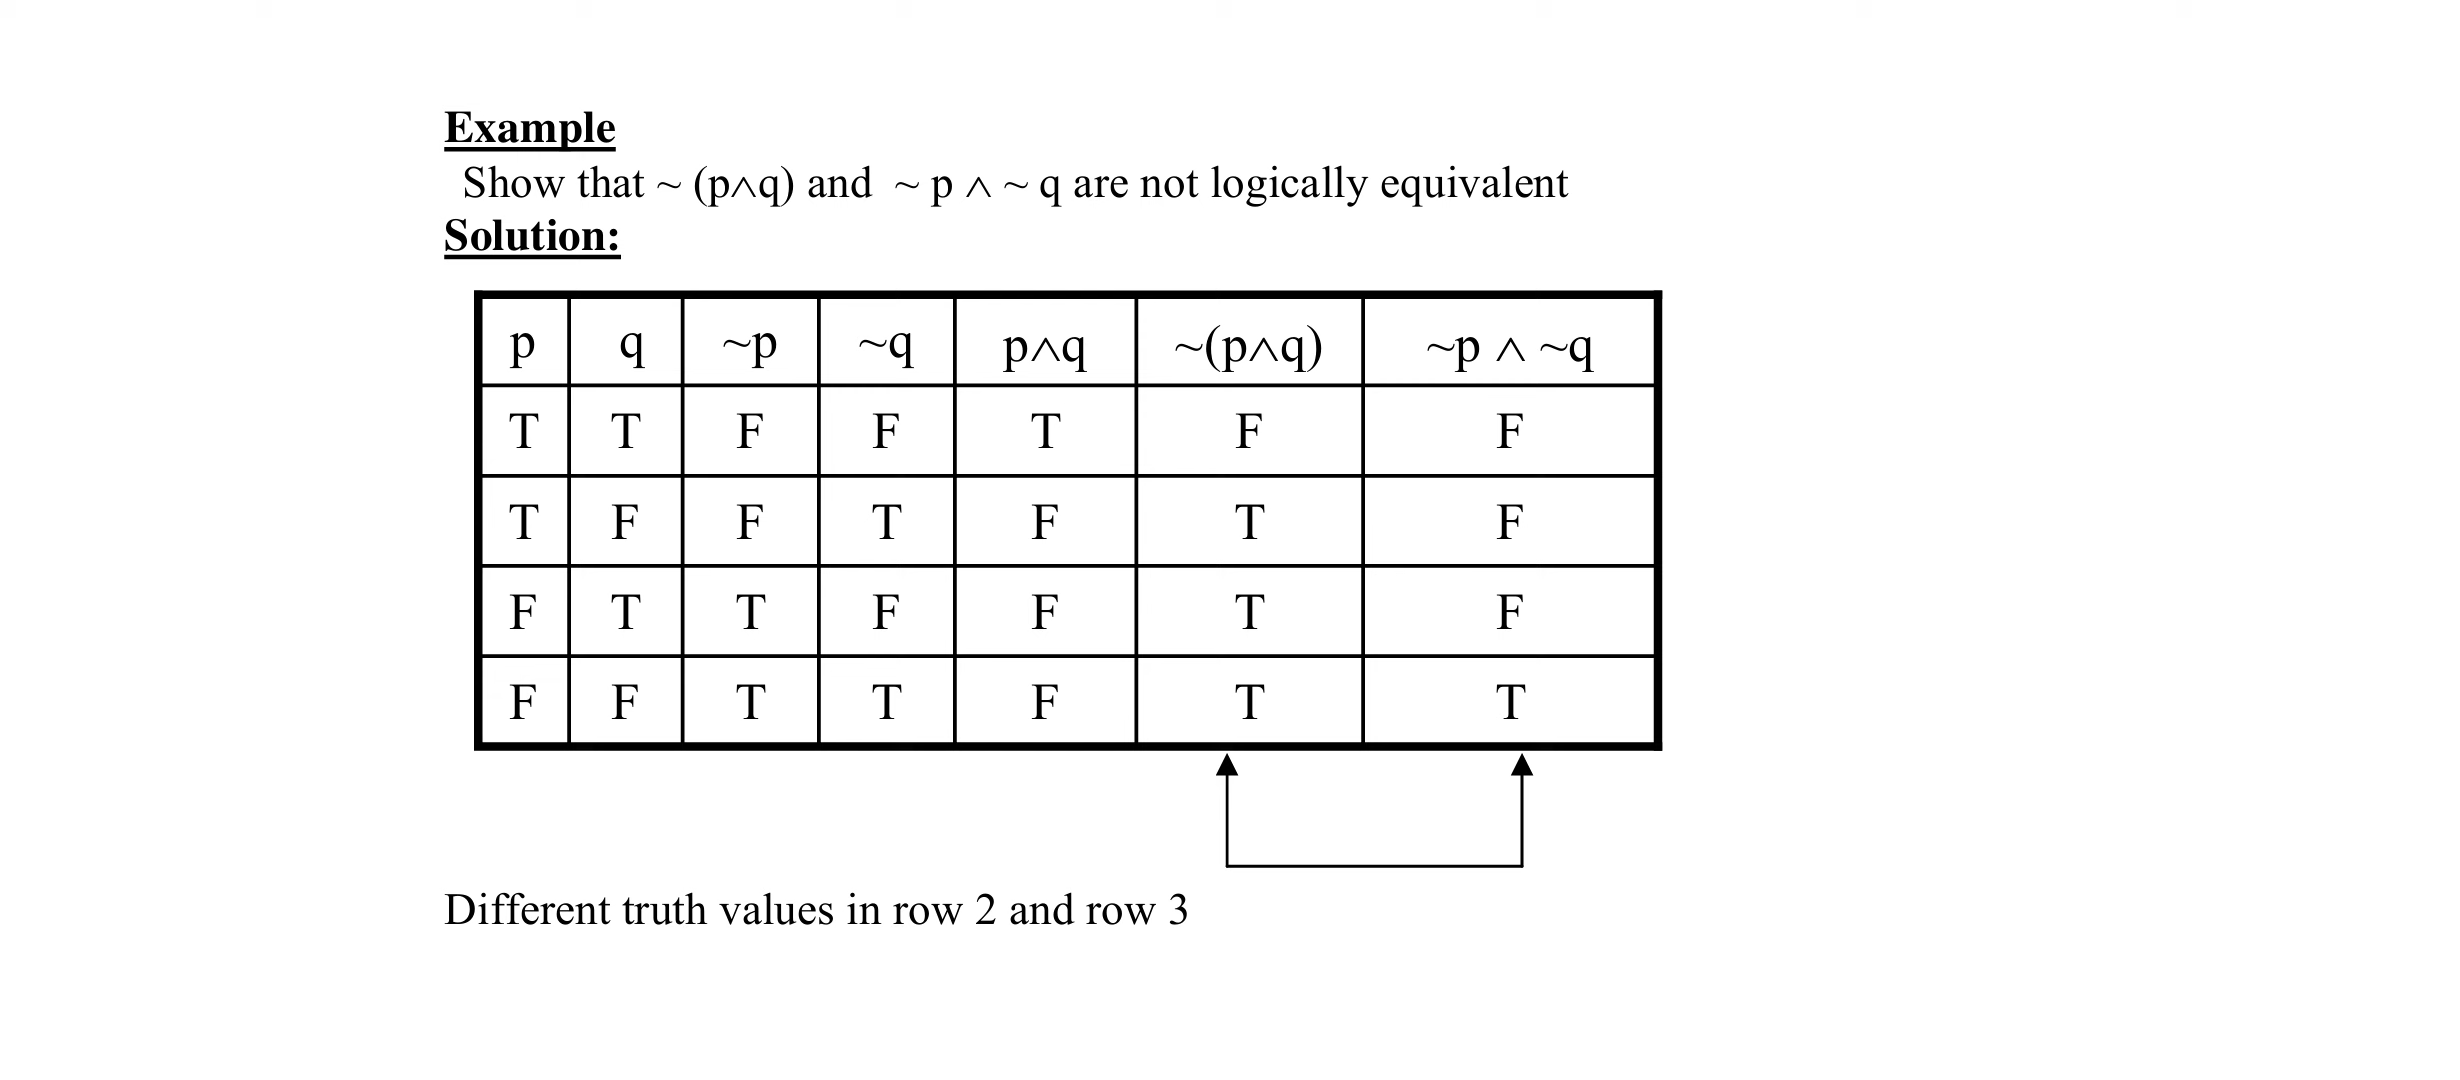 Example
Show that ~ (p∧q) and ~ p ∧ ~ q are not logically equivalent
Solution:
p q ~p ~q p∧q ~(p∧q) ~p ∧ ~q
T T F F T F F
T F F T F T F
F T T F F T F
F F T T F T T
Different truth values in row 2 and row 3